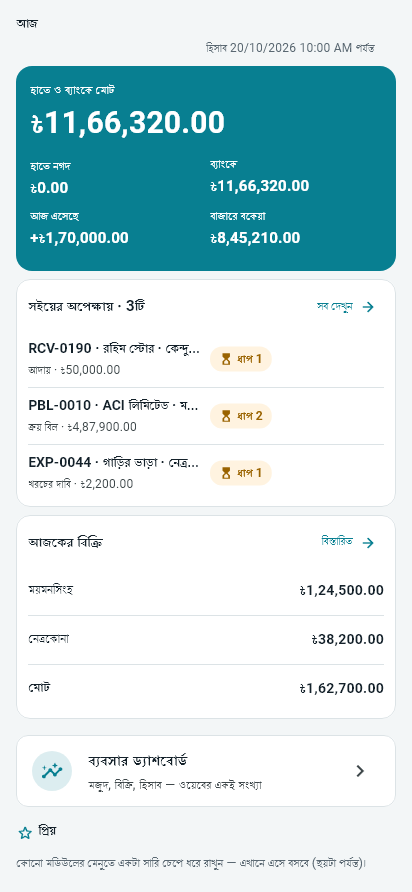 আজ
হিসাব 20/10/2026 10:00 AM পর্যন্ত
হাতে ও ব্যাংকে মোট
৳11,66,320.00
হাতে নগদ
৳0.00
ব্যাংকে
৳11,66,320.00
আজ এসেছে
+৳1,70,000.00
বাজারে বকেয়া
৳8,45,210.00
সইয়ের অপেক্ষায় · 3টি
সব দেখুন
RCV-0190 · রহিম স্টোর · কেন্দু...
আদায় · ৳50,000.00
ধাপ 1
PBL-0010 · ACI লিমিটেড · ম...
ক্রয় বিল · ৳4,87,900.00
ধাপ 2
EXP-0044 · গাড়ির ভাড়া · নেত্র...
খরচের দাবি · ৳2,200.00
ধাপ 1
আজকের বিক্রি
বিস্তারিত
ময়মনসিংহ
৳1,24,500.00
নেত্রকোনা
৳38,200.00
মোট
৳1,62,700.00
ব্যবসার ড্যাশবোর্ড
মজুদ, বিক্রি, হিসাব — ওয়েবের একই সংখ্যা
প্রিয়
কোনো মডিউলের মেনুতে একটা সারি চেপে ধরে রাখুন — এখানে এসে বসবে (ছয়টা পর্যন্ত)।